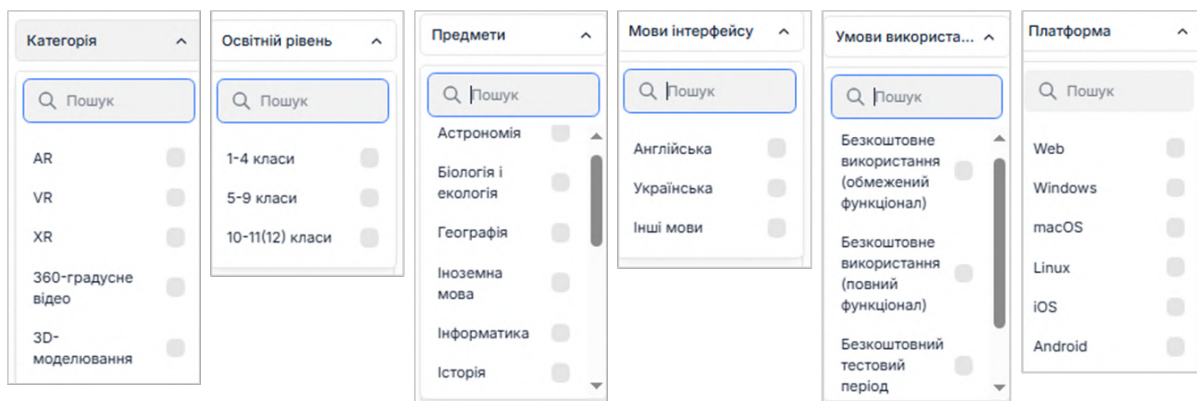 Категорія
Пошук
AR
VR
XR
360-градусне
відео
3D-
моделювання
Освітній рівень
Пошук
1-4 класи
5-9 класи
10-11(12) класи
Предмети
Пошук
Астрономія
Біологія і
екологія
Географія
Іноземна
мова
Інформатика
Історія
Мови інтерфейсу
Пошук
Англійська
Українська
Інші мови
Умови використа...
Пошук
Безкоштовне
використання
(обмежений
функціонал)
Безкоштовне
використання
(повний
функціонал)
Безкоштовний
тестовий
період
Платформа
Пошук
Web
Windows
macOS
Linux
iOS
Android